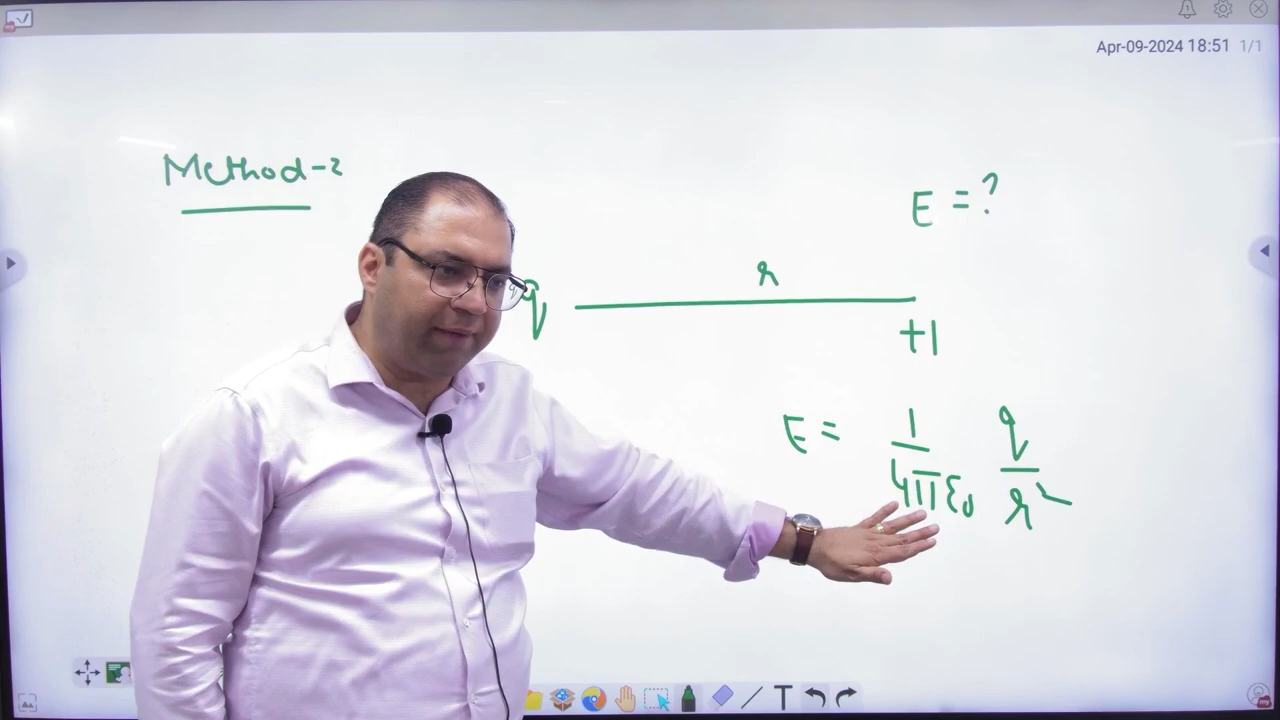 Apr-09-2024 18:51 1/1
Method-2
E = ?
q
r
+1
E = 1/4πε₀ q/r²